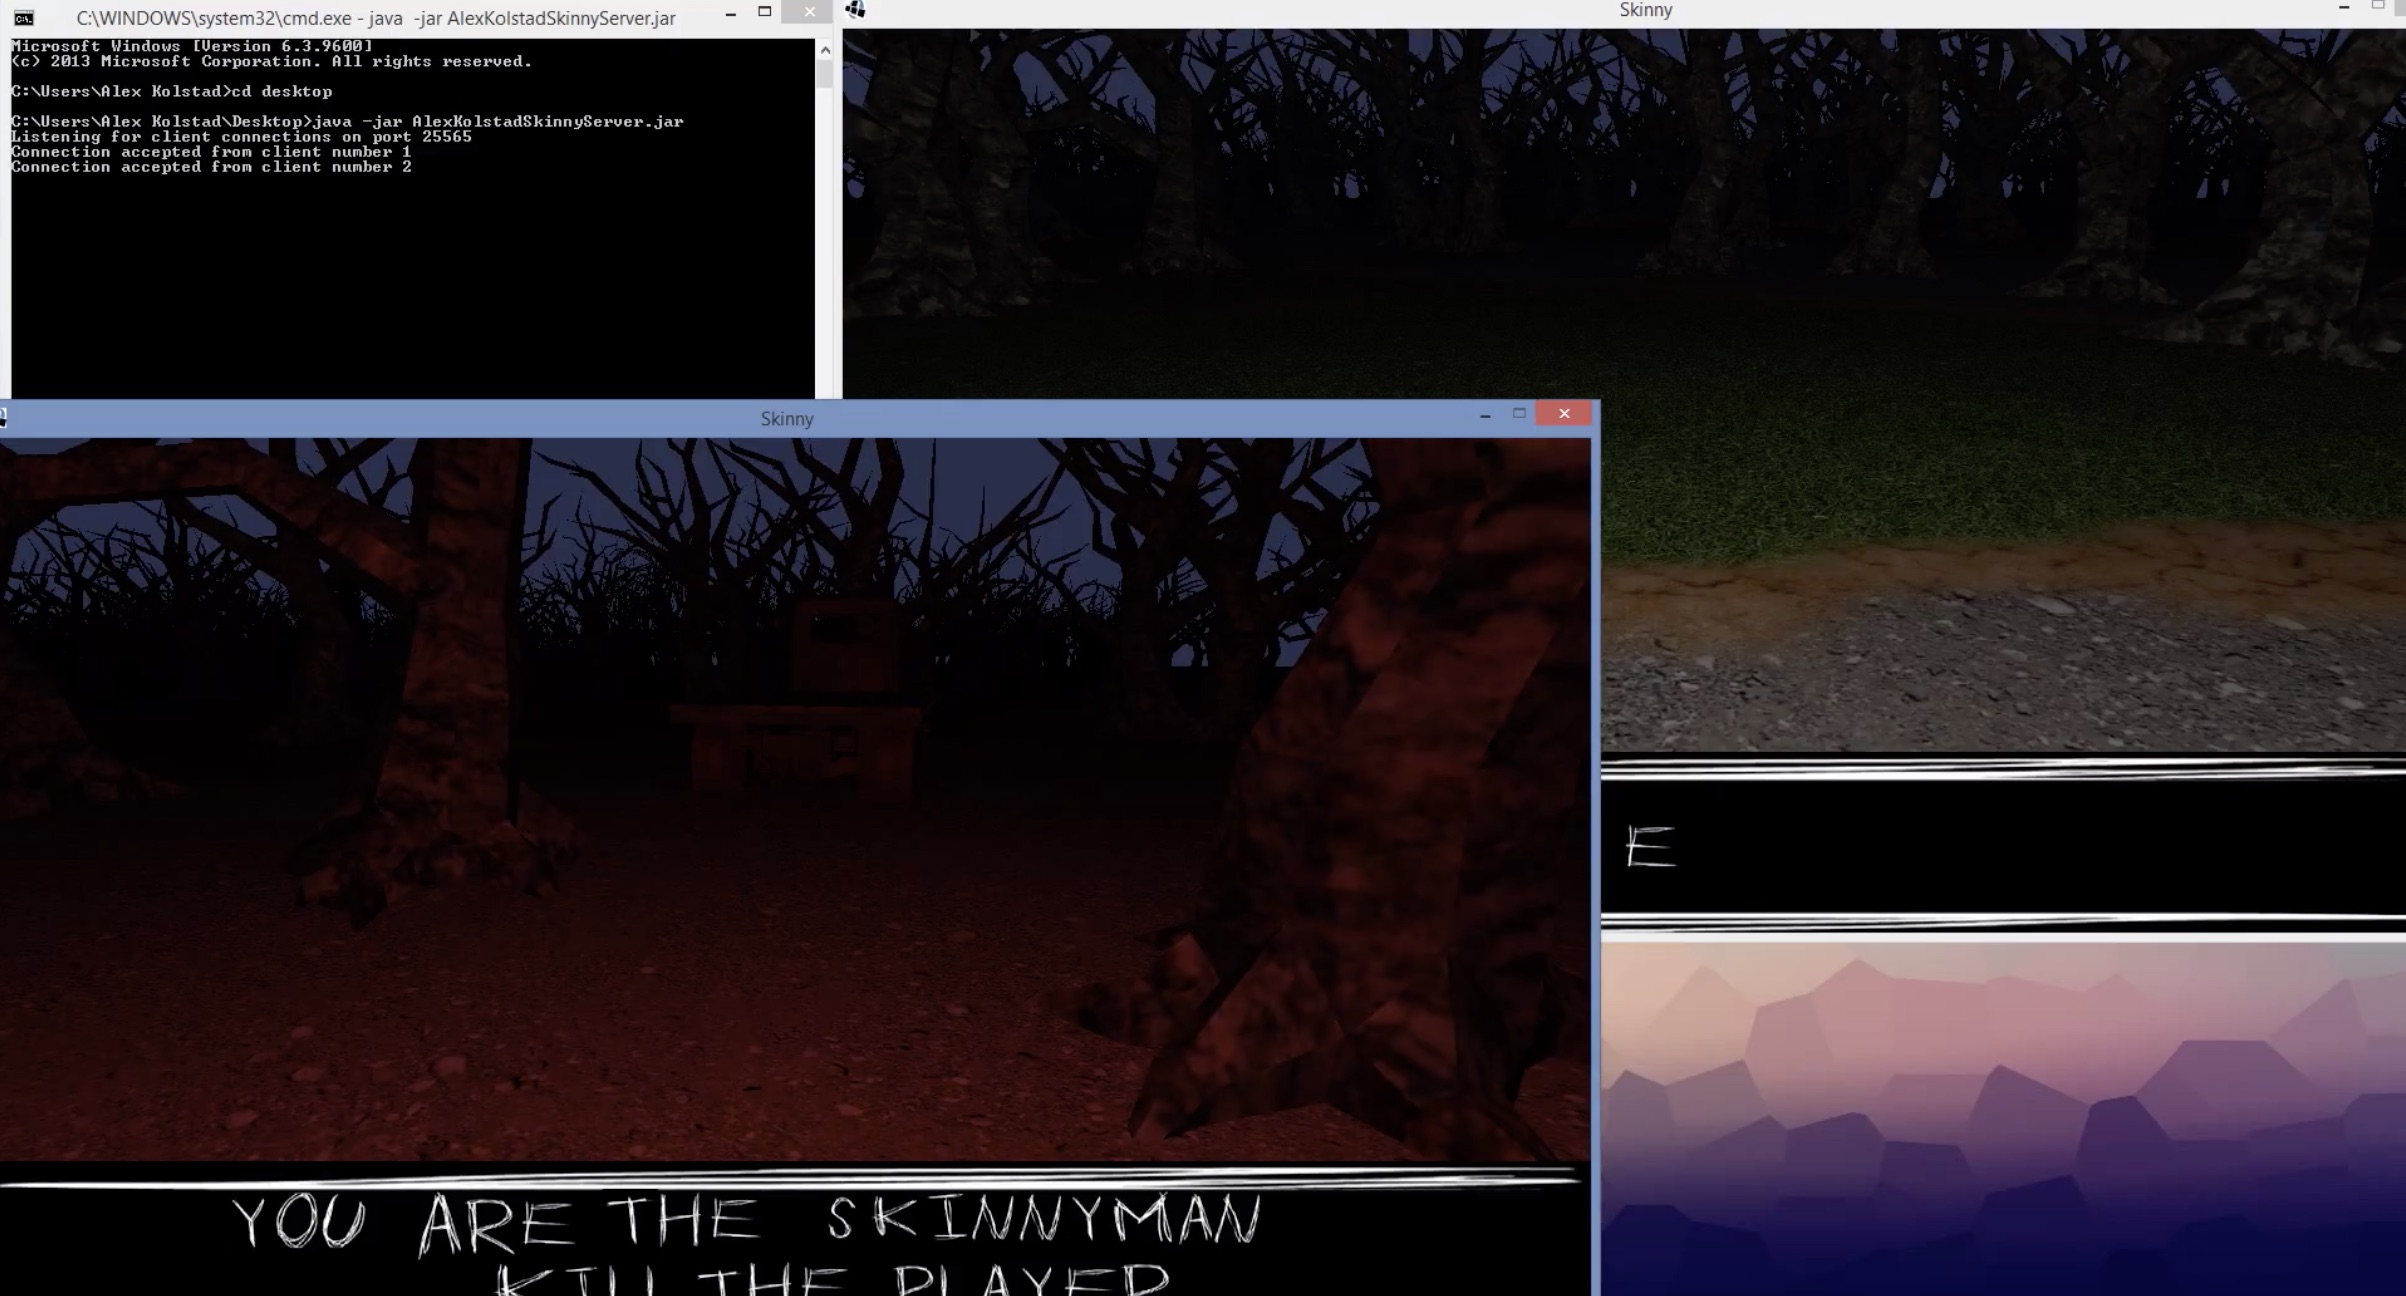 C:\WINDOWS\system32\cmd.exe - java -jar AlexKolstadSkinnyServer.jar
Microsoft Windows [Version 6.3.9600]
(c) 2013 Microsoft Corporation. All rights reserved.
C:\Users\Alex Kolstad>cd desktop
C:\Users\Alex Kolstad\Desktop>java -jar AlexKolstadSkinnyServer.jar
Listening for client connections on port 25565
Connection accepted from client number 1
Connection accepted from client number 2
Skinny
Skinny
E
YOU ARE THE SKINNYMAN
KILL THE PLAYER